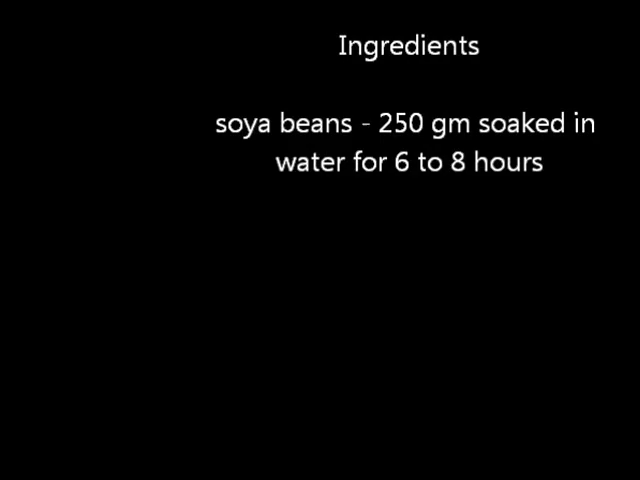 Ingredients
soya beans - 250 gm soaked in
water for 6 to 8 hours